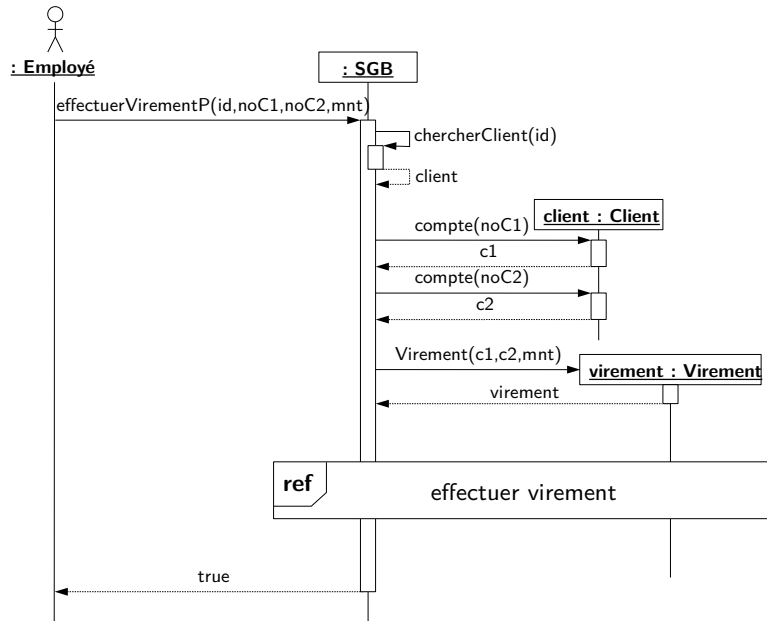 : Employé
: SGB
effectuerVirementP(id,noC1,noC2,mnt)
chercherClient(id)
client
client : Client
compte(noC1)
c1
compte(noC2)
c2
Virement(c1,c2,mnt)
virement : Virement
virement
ref
effectuer virement
true